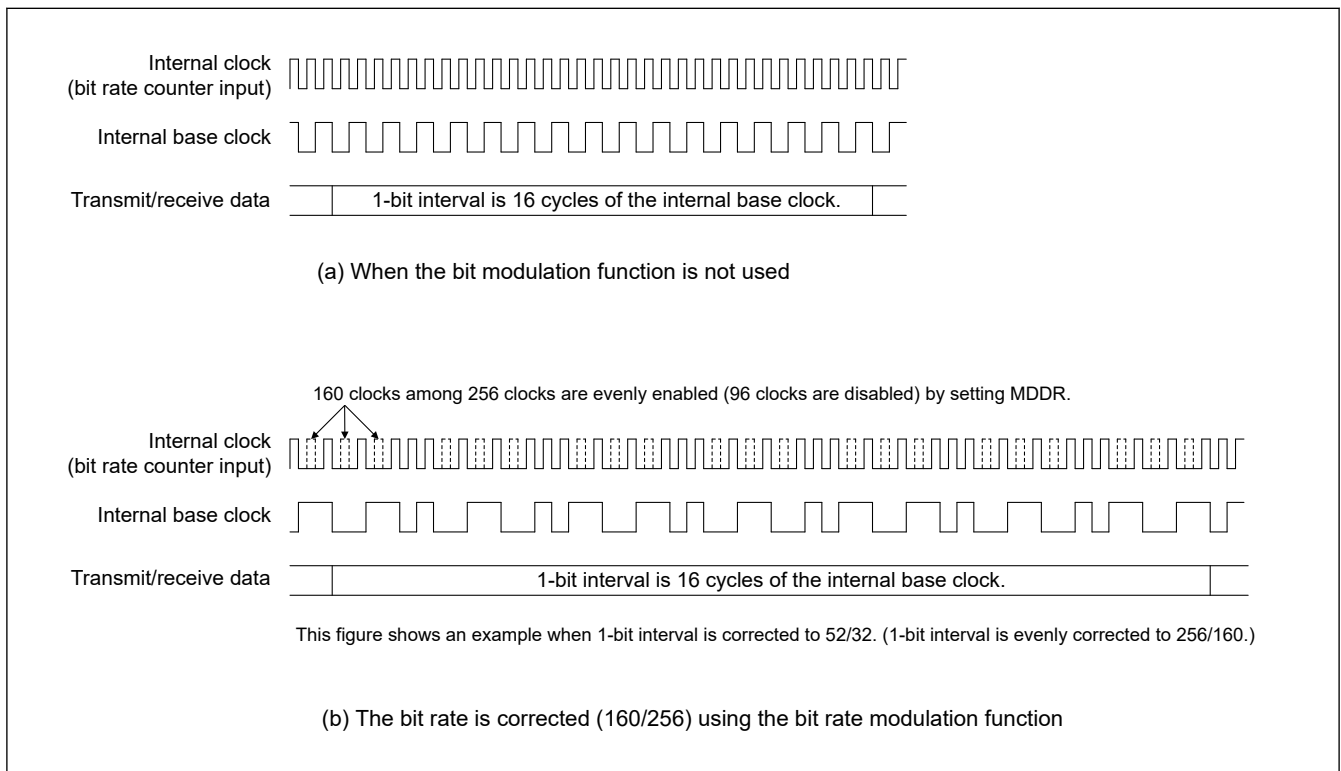 Internal clock
(bit rate counter input)
Internal base clock
Transmit/receive data
1-bit interval is 16 cycles of the internal base clock.
(a) When the bit modulation function is not used
160 clocks among 256 clocks are evenly enabled (96 clocks are disabled) by setting MDDR.
Internal clock
(bit rate counter input)
Internal base clock
Transmit/receive data
1-bit interval is 16 cycles of the internal base clock.
This figure shows an example when 1-bit interval is corrected to 52/32. (1-bit interval is evenly corrected to 256/160.)
(b) The bit rate is corrected (160/256) using the bit rate modulation function